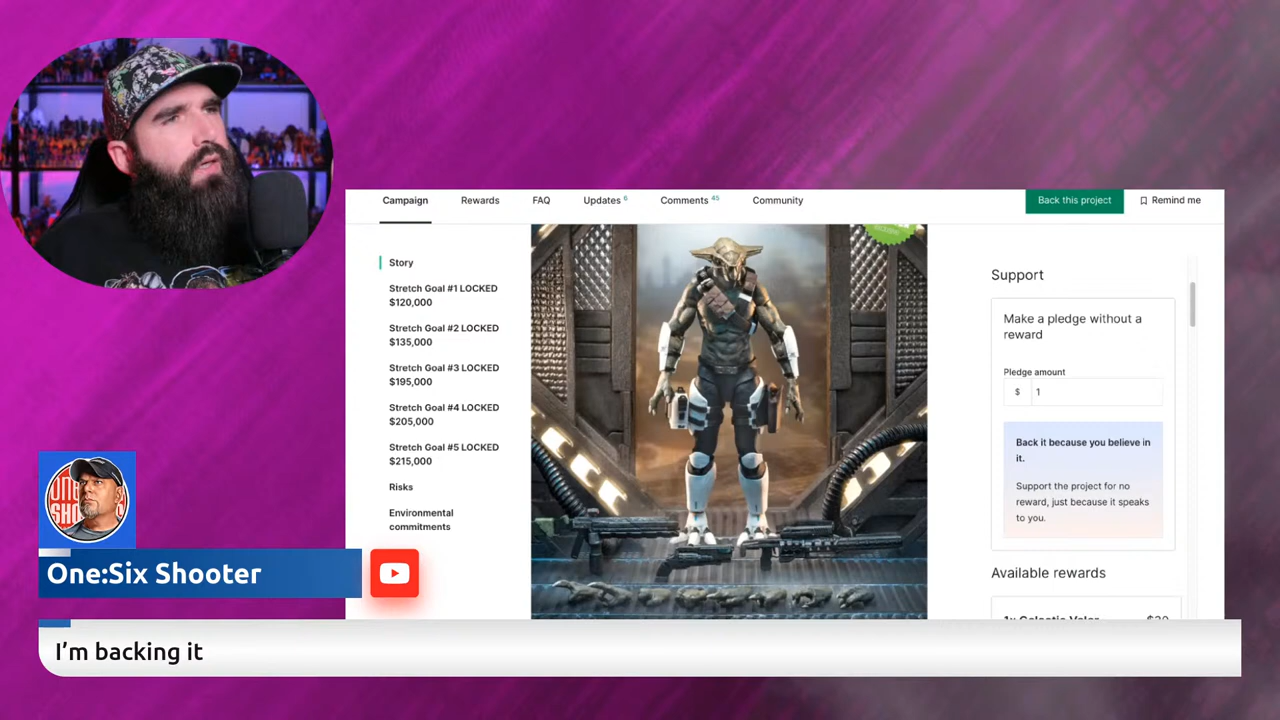 Campaign
Rewards
FAQ
Updates 6
Comments 45
Community
Back this project
Remind me
Story
Stretch Goal #1 LOCKED
$120,000
Stretch Goal #2 LOCKED
$135,000
Stretch Goal #3 LOCKED
$195,000
Stretch Goal #4 LOCKED
$205,000
Stretch Goal #5 LOCKED
$215,000
Risks
Environmental
commitments
Support
Make a pledge without a
reward
Pledge amount
$ 1
Back it because you believe in
it.
Support the project for no
reward, just because it speaks
to you.
Available rewards
One:Six Shooter
I'm backing it